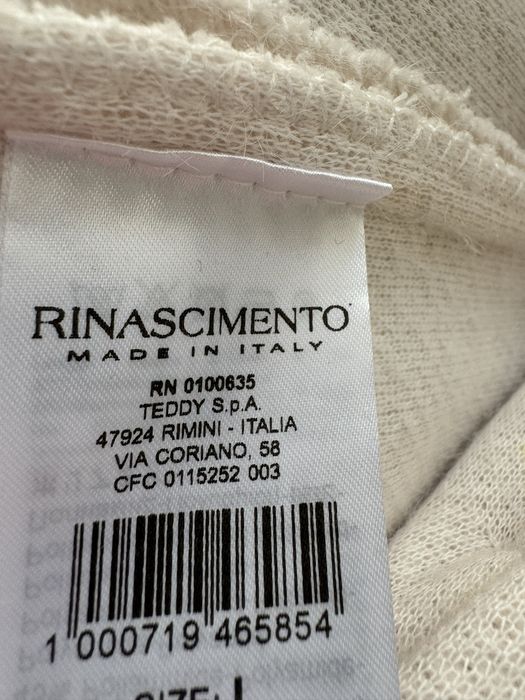 RINASCIMENTO
MADE IN ITALY
RN 0100635
TEDDY S.p.A.
47924 RIMINI - ITALIA
VIA CORIANO, 58
CFC 0115252 003
1 000719 465854
SIZE: L